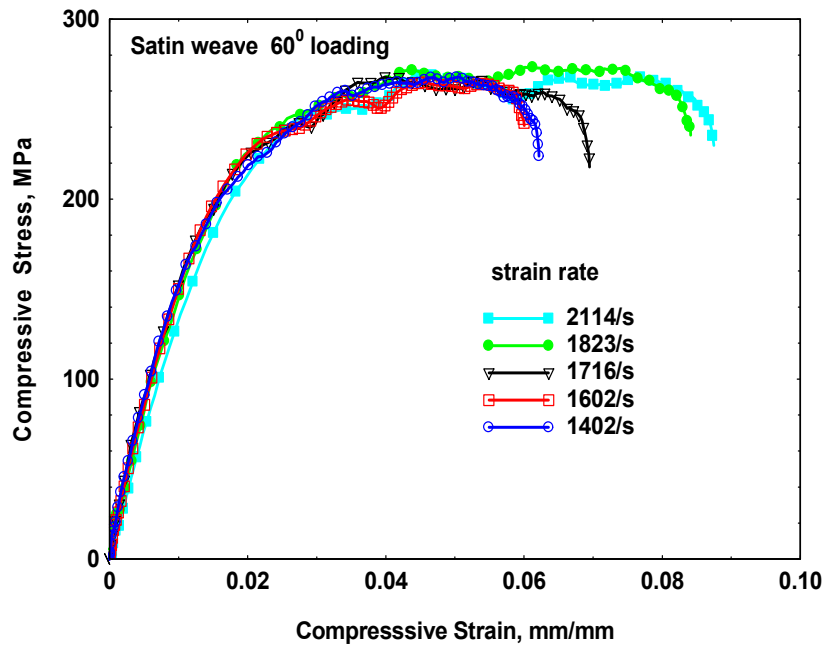 Satin weave 60⁰ loading
300
200
100
0
Compressive Stress, MPa
strain rate
2114/s
1823/s
1716/s
1602/s
1402/s
0 0.02 0.04 0.06 0.08 0.10
Compresssive Strain, mm/mm